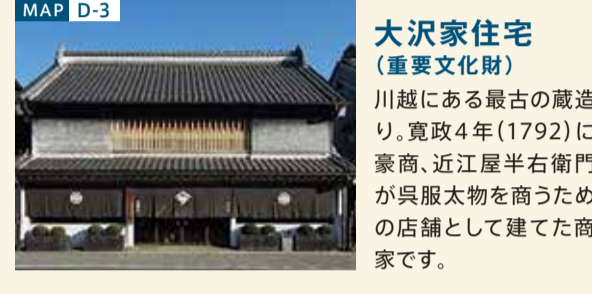 MAP D-3
大沢家住宅
（重要文化財）
川越にある最古の蔵造
り。寛政4年（1792）に
豪商、近江屋半右衛門
が呉服太物を商うため
の店舗として建てた商
家です。